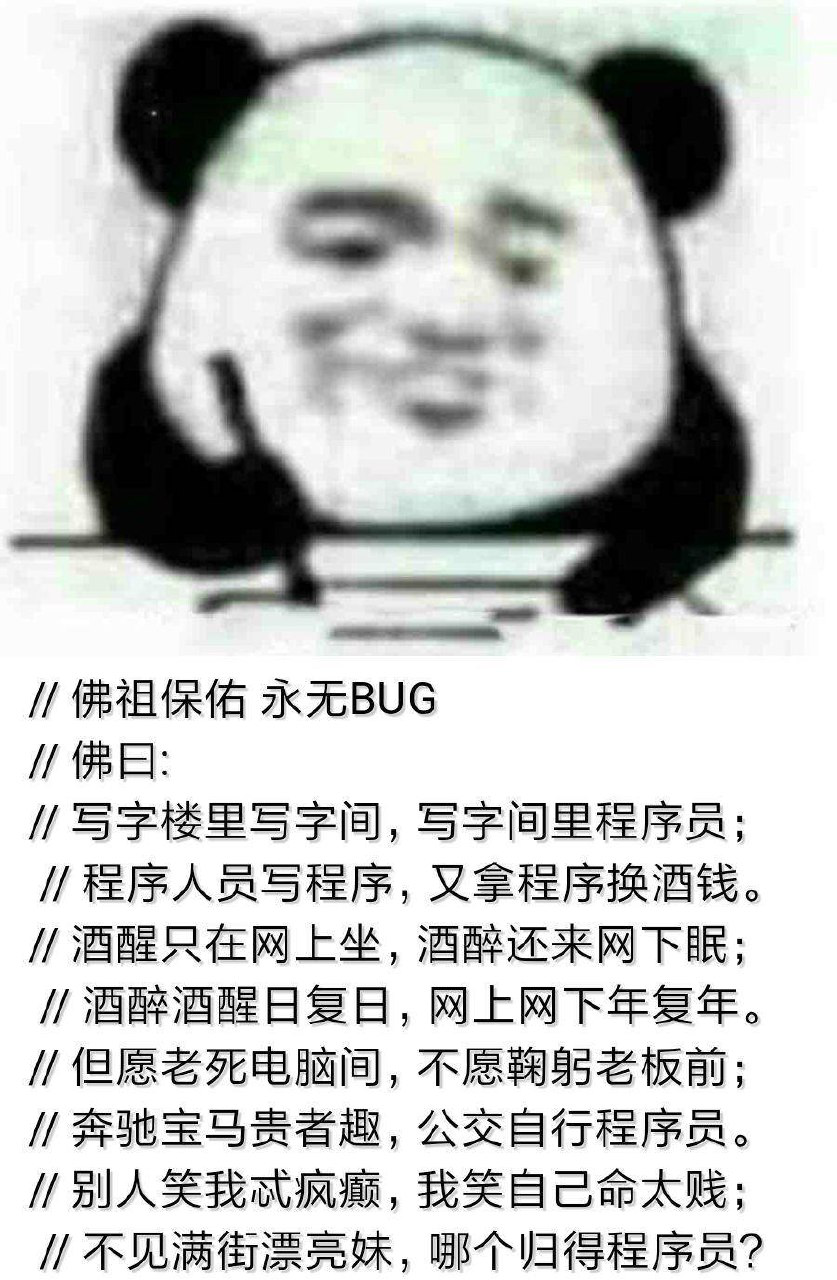 // 佛祖保佑 永无BUG
// 佛曰:
// 写字楼里写字间，写字间里程序员；
// 程序人员写程序，又拿程序换酒钱。
// 酒醒只在网上坐，酒醉还来网下眠；
// 酒醉酒醒日复日，网上网下年复年。
// 但愿老死电脑间，不愿鞠躬老板前；
// 奔驰宝马贵者趣，公交自行程序员。
// 别人笑我忒疯癫，我笑自己命太贱；
// 不见满街漂亮妹，哪个归得程序员？